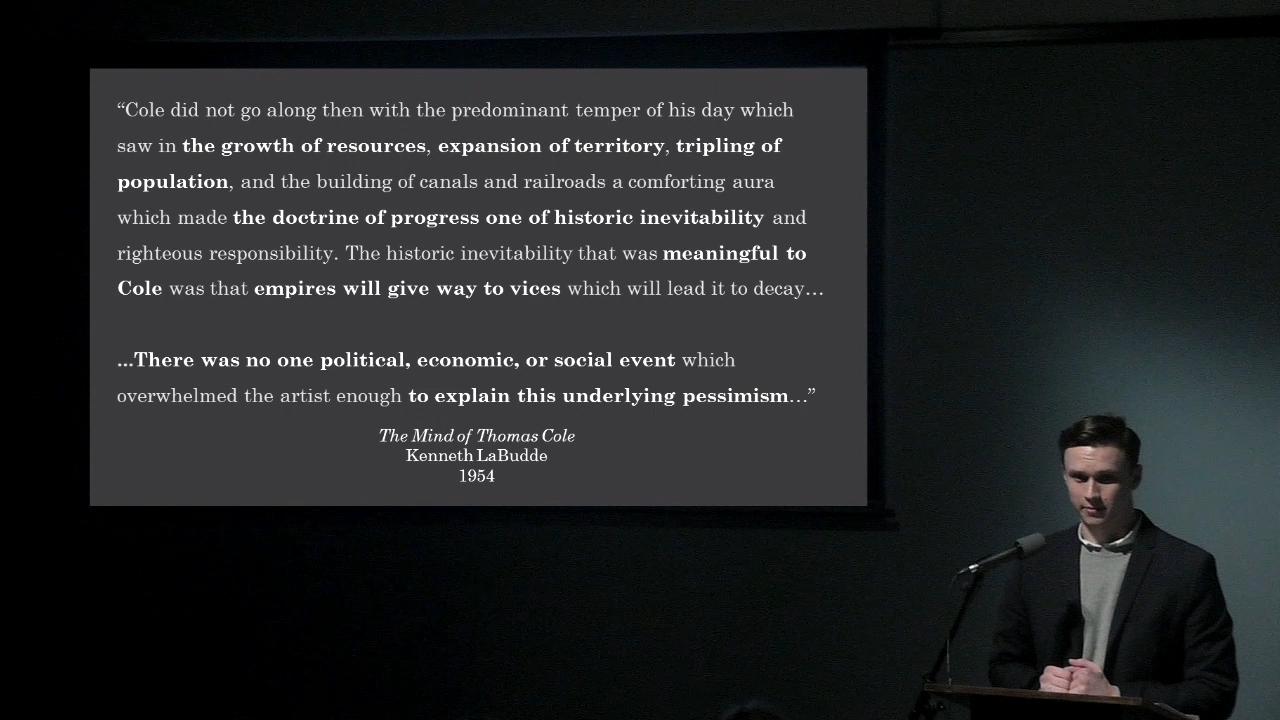 “Cole did not go along then with the predominant temper of his day which
saw in the growth of resources, expansion of territory, tripling of
population, and the building of canals and railroads a comforting aura
which made the doctrine of progress one of historic inevitability and
righteous responsibility. The historic inevitability that was meaningful to
Cole was that empires will give way to vices which will lead it to decay…
...There was no one political, economic, or social event which
overwhelmed the artist enough to explain this underlying pessimism…”
The Mind of Thomas Cole
Kenneth LaBudde
1954